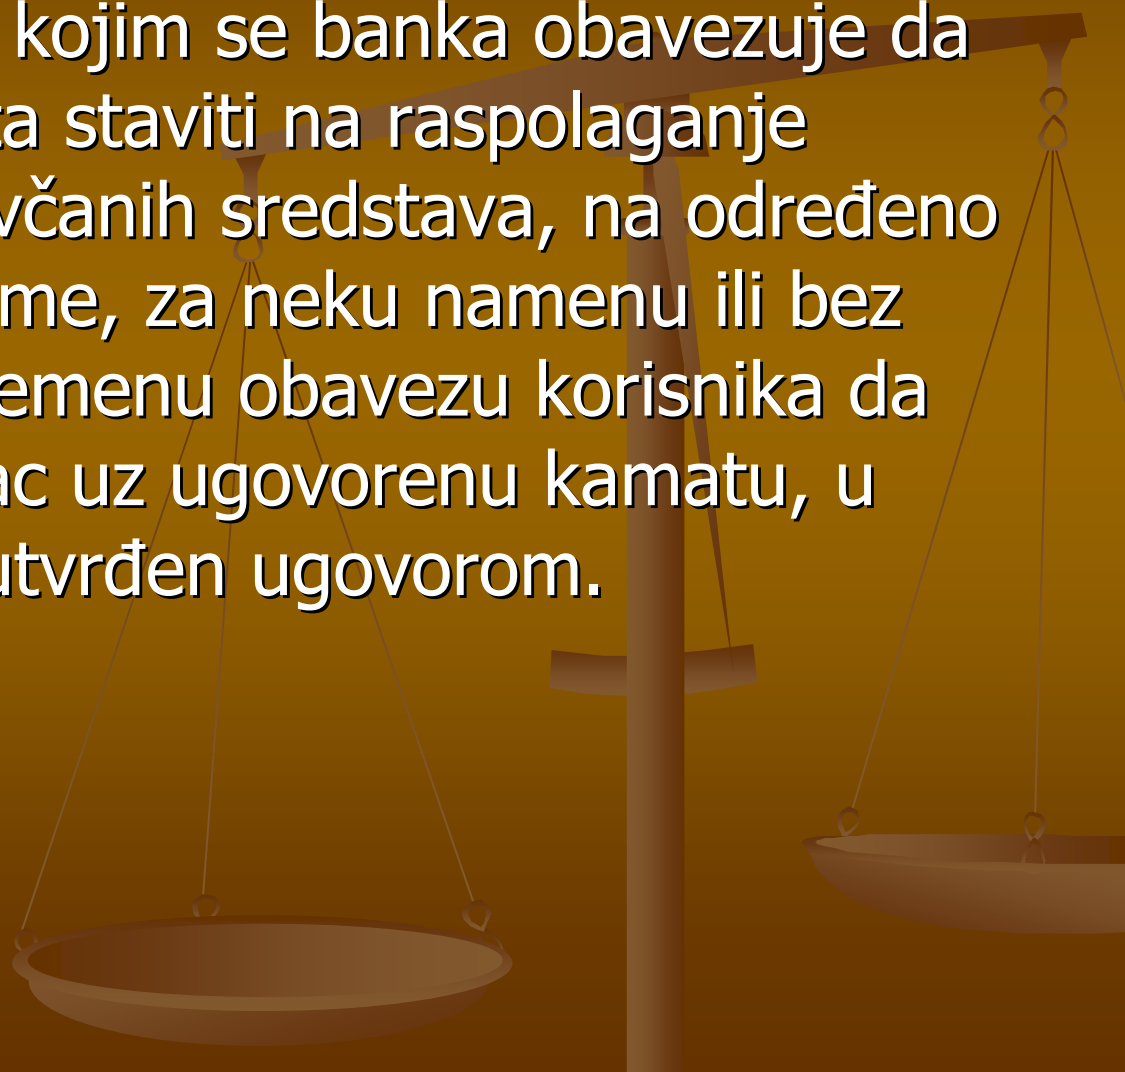 kojim se banka obavezuje da
ta staviti na raspolaganje
včanih sredstava, na određeno
me, za neku namenu ili bez
emenu obavezu korisnika da
ac uz ugovorenu kamatu, u
utvrđen ugovorom.